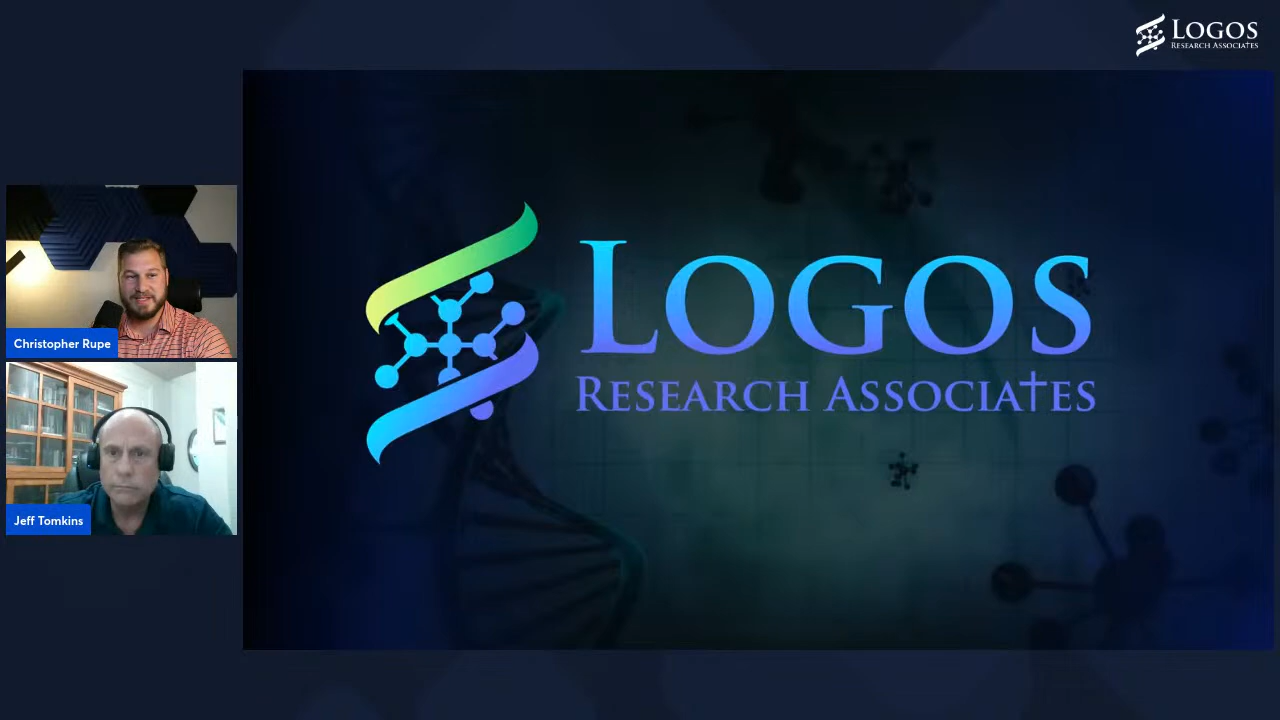 LOGOS
RESEARCH ASSOCIATES
Christopher Rupe
Jeff Tomkins
LOGOS
RESEARCH ASSOCIATES